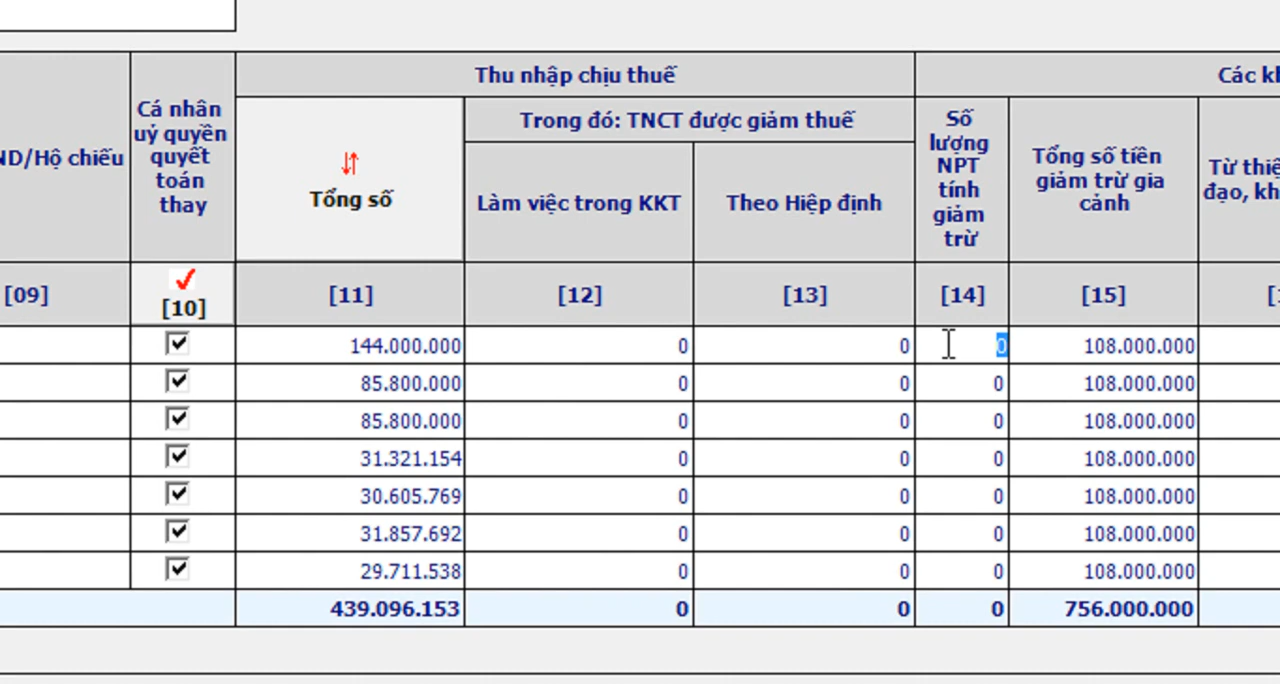 Thu nhập chịu thuế
Các
ND/Hộ chiếu
Cá nhân
uỷ quyền
quyết
toán
thay
Tổng số
Trong đó: TNCT được giảm thuế
Làm việc trong KKT
Theo Hiệp định
Số
lượng
NPT
tính
giảm
trừ
Tổng số tiền
giảm trừ gia
cảnh
Từ
đạo,
[09] [10] [11] [12] [13] [14] [15]
144.000.000 0 0 0 108.000.000
85.800.000 0 0 0 108.000.000
85.800.000 0 0 0 108.000.000
31.321.154 0 0 0 108.000.000
30.605.769 0 0 0 108.000.000
31.857.692 0 0 0 108.000.000
29.711.538 0 0 0 108.000.000
439.096.153 0 0 0 756.000.000